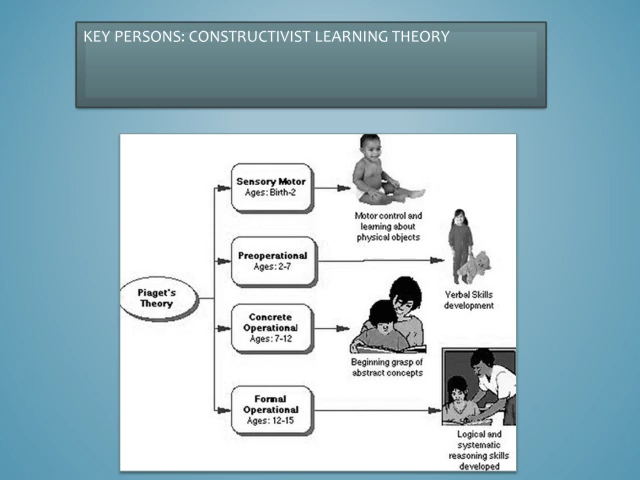 KEY PERSONS: CONSTRUCTIVIST LEARNING THEORY
Piaget's
Theory
Sensory Motor
Ages: Birth-2
Motor control and
learning about
physical objects
Preoperational
Ages: 2-7
Verbal Skills
development
Concrete
Operational
Ages: 7-12
Beginning grasp of
abstract concepts
Formal
Operational
Ages: 12-15
Logical and
systematic
reasoning skills
developed